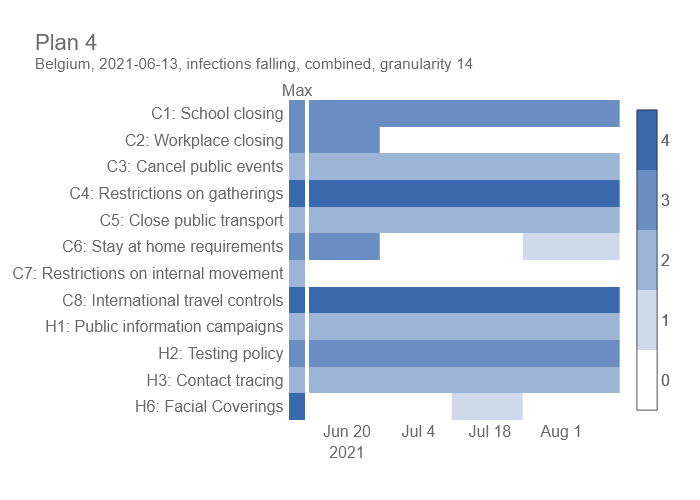 Plan 4
Belgium, 2021-06-13, infections falling, combined, granularity 14
Max
C1: School closing
C2: Workplace closing
C3: Cancel public events
C4: Restrictions on gatherings
C5: Close public transport
C6: Stay at home requirements
C7: Restrictions on internal movement
C8: International travel controls
H1: Public information campaigns
H2: Testing policy
H3: Contact tracing
H6: Facial Coverings
Jun 20 Jul 4 Jul 18 Aug 1
2021
4
3
2
1
0